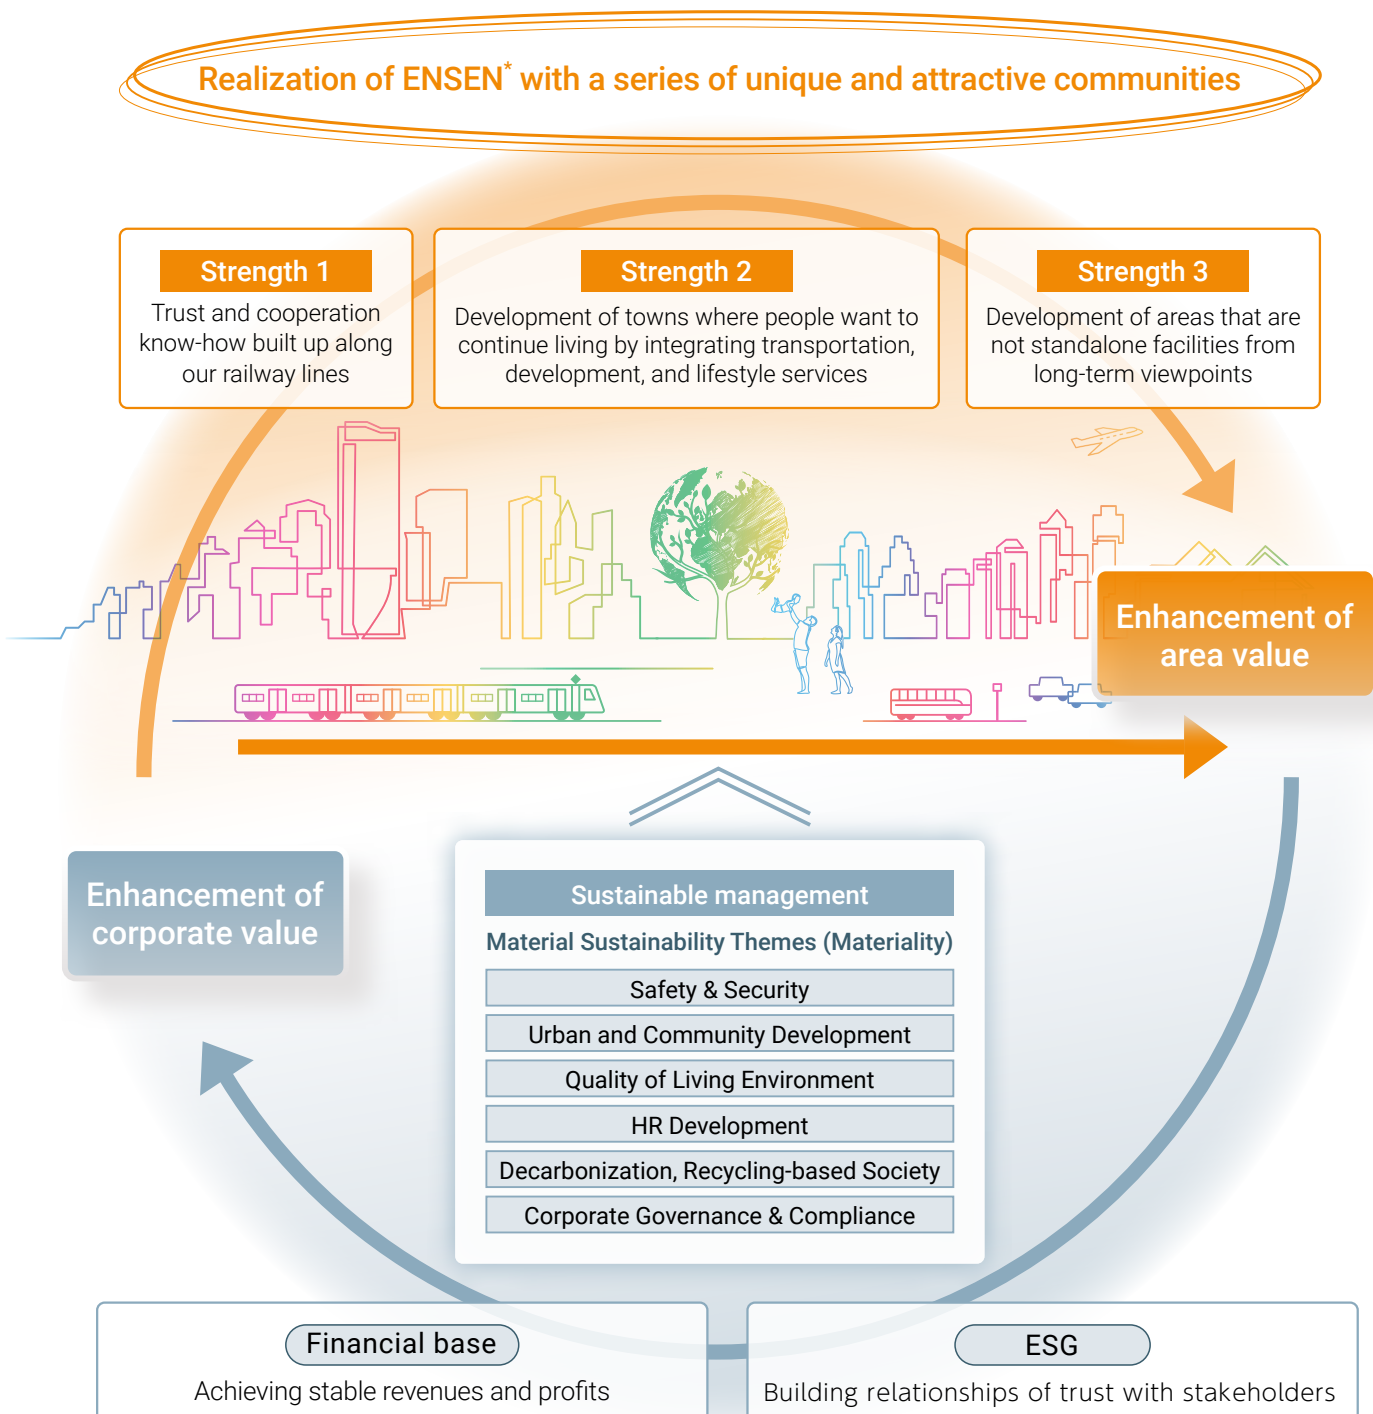 Realization of ENSEN* with a series of unique and attractive communities
Strength 1
Trust and cooperation
know-how built up along
our railway lines
Strength 2
Development of towns where people want to
continue living by integrating transportation,
development, and lifestyle services
Strength 3
Development of areas that are
not standalone facilities from
long-term viewpoints
Enhancement of
area value
Enhancement of
corporate value
Sustainable management
Material Sustainability Themes (Materiality)
Safety & Security
Urban and Community Development
Quality of Living Environment
HR Development
Decarbonization, Recycling-based Society
Corporate Governance & Compliance
Financial base
Achieving stable revenues and profits
ESG
Building relationships of trust with stakeholders